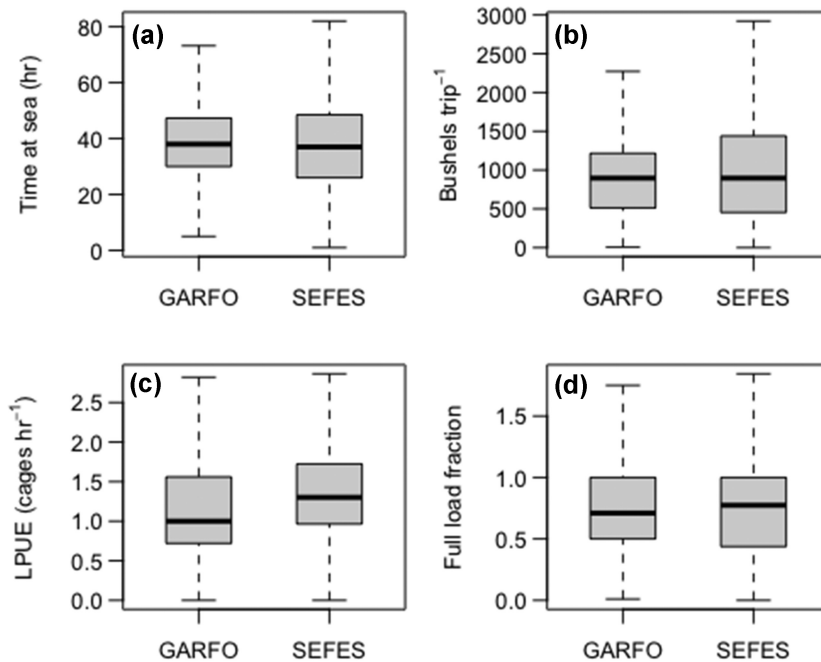 (a)
Time at sea (hr)
80
60
40
20
0
GARFO SEFES
(b)
Bushels trip⁻¹
3000
2500
2000
1500
1000
500
0
GARFO SEFES
(c)
LPUE (cages hr⁻¹)
2.5
2.0
1.5
1.0
0.5
0.0
GARFO SEFES
(d)
Full load fraction
1.5
1.0
0.5
0.0
GARFO SEFES